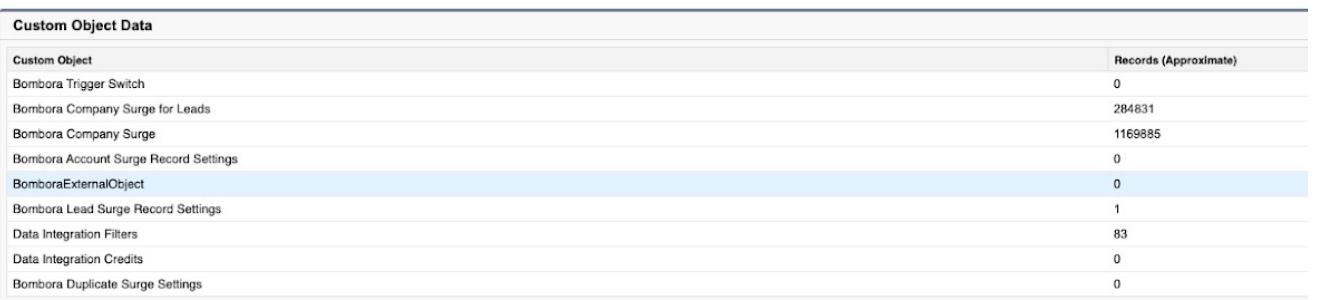 Custom Object Data
Custom Object Records (Approximate)
Bombora Trigger Switch 0
Bombora Company Surge for Leads 284831
Bombora Company Surge 1169885
Bombora Account Surge Record Settings 0
BomboraExternalObject 0
Bombora Lead Surge Record Settings 1
Data Integration Filters 83
Data Integration Credits 0
Bombora Duplicate Surge Settings 0